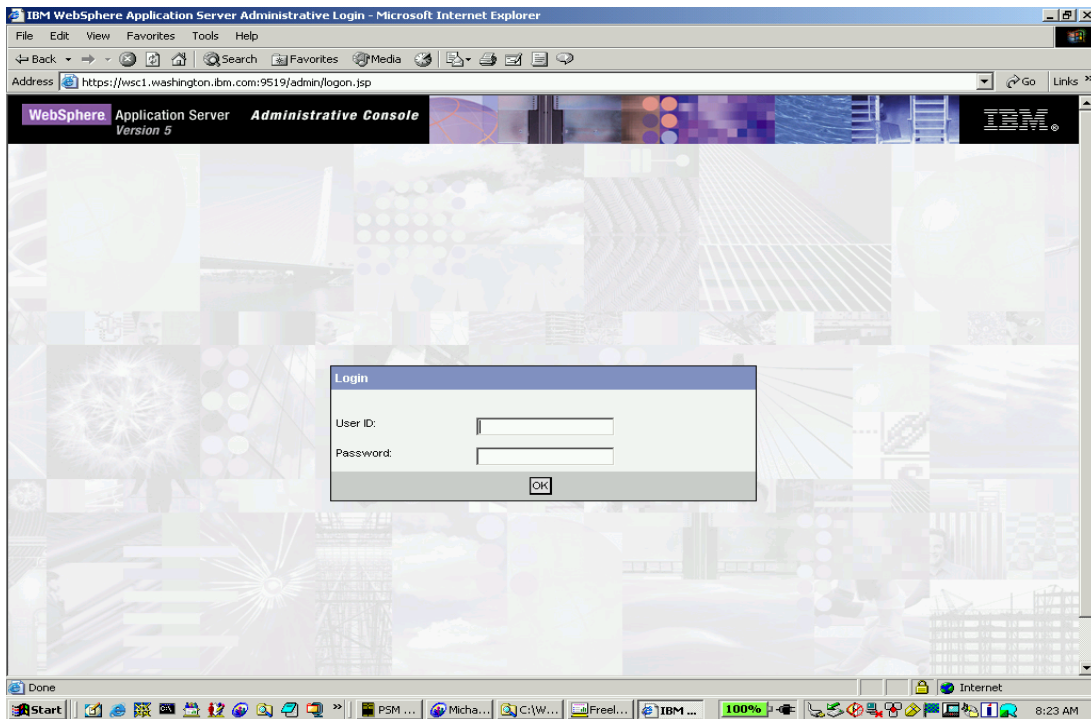 IBM WebSphere Application Server Administrative Login - Microsoft Internet Explorer
File Edit View Favorites Tools Help
Back Search Favorites Media
Address https://wsc1.washington.ibm.com:9519/admin/logon.jsp Go Links »
WebSphere. Application Server Administrative Console IBM®
Version 5
Login
User ID:
Password:
OK
Done Internet
Start » PSM ... Micha... C:\W... Freel... IBM ... 100% 8:23 AM